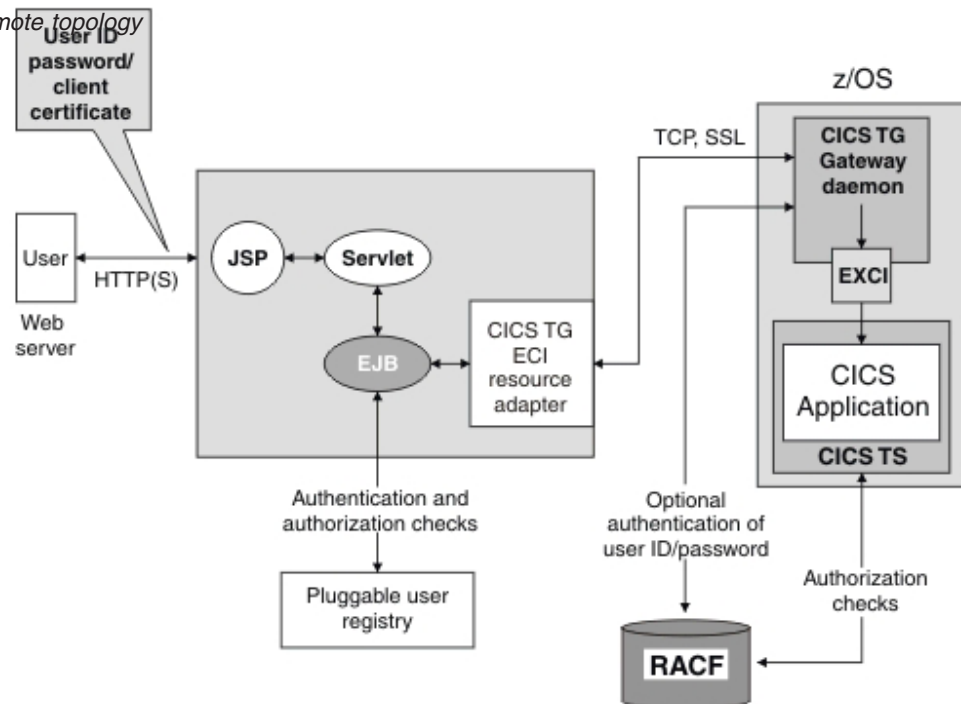 mote topology
User ID
password/
client
certificate
z/OS
TCP, SSL
CICS TG
Gateway
daemon
User
HTTP(S)
JSP
Servlet
EXCI
Web
server
EJB
CICS TG
ECI
resource
adapter
CICS
Application
CICS TS
Authentication and
authorization checks
Optional
authentication of
user ID/password
Authorization
checks
Pluggable user
registry
RACF